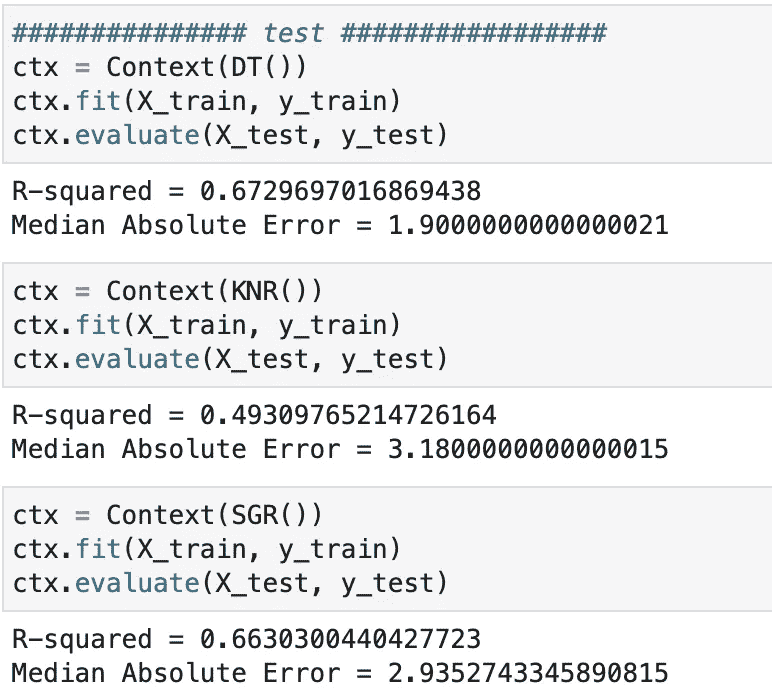 ############### test #################
ctx = Context(DT())
ctx.fit(X_train, y_train)
ctx.evaluate(X_test, y_test)
R-squared = 0.6729697016869438
Median Absolute Error = 1.9000000000000021
ctx = Context(KNR())
ctx.fit(X_train, y_train)
ctx.evaluate(X_test, y_test)
R-squared = 0.49309765214726164
Median Absolute Error = 3.1800000000000015
ctx = Context(SGR())
ctx.fit(X_train, y_train)
ctx.evaluate(X_test, y_test)
R-squared = 0.6630300440427723
Median Absolute Error = 2.9352743345890815